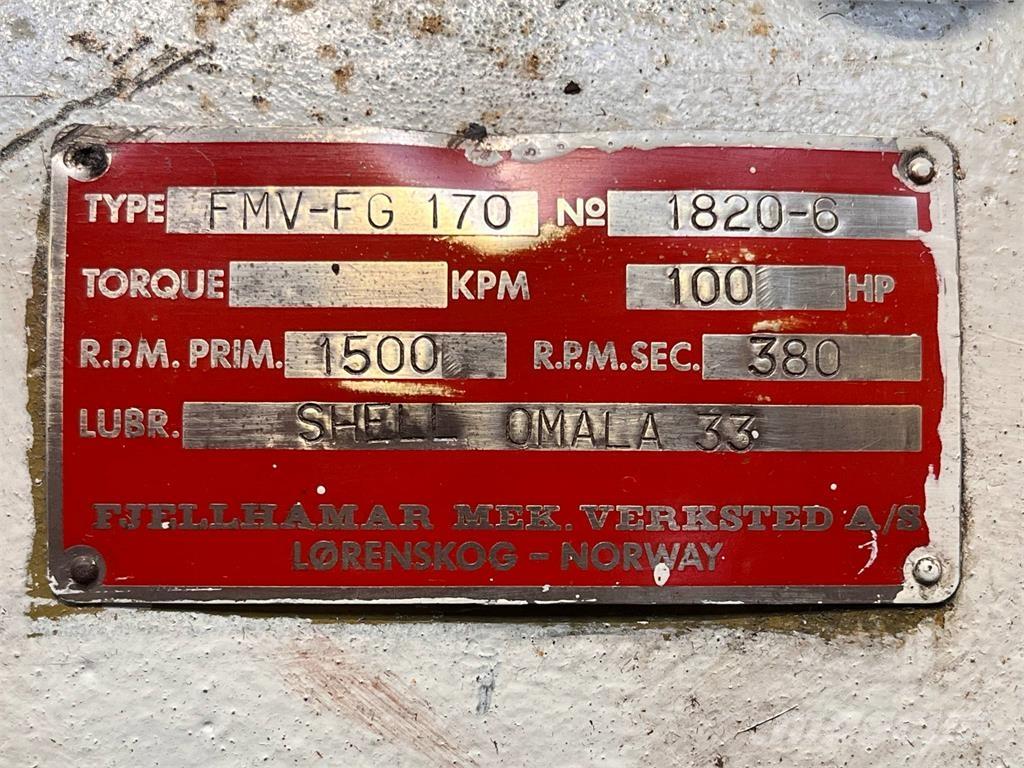 TYPE FMV-FG 170 Nº 1820-6
TORQUE KPM 100 HP
R.P.M. PRIM. 1500 R.P.M. SEC. 380
LUBR. SHELL OMALA 33
FJELLHAMAR MEK. VERKSTED A/S
LØRENSKOG - NORWAY